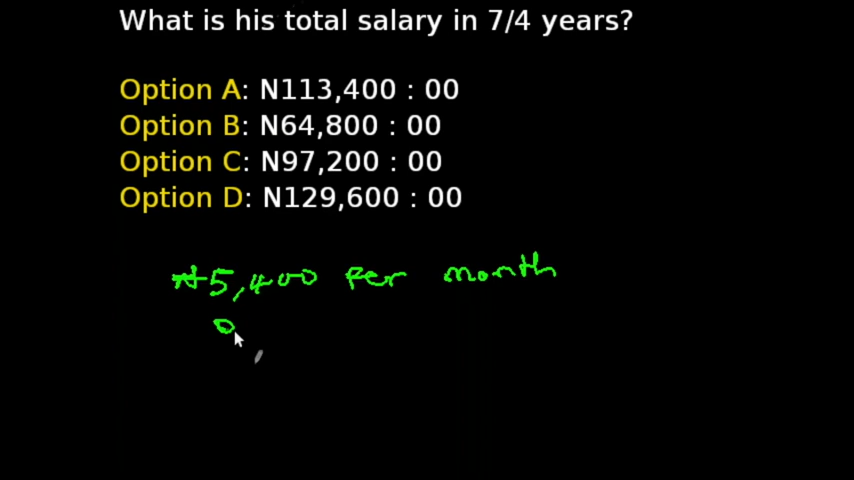 What is his total salary in 7/4 years?
Option A: N113,400 : 00
Option B: N64,800 : 00
Option C: N97,200 : 00
Option D: N129,600 : 00
₦5,400 per month
0